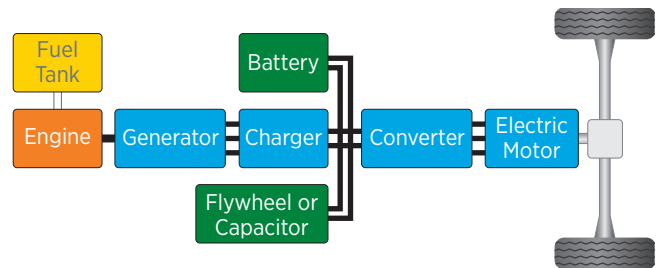 Fuel
Tank
Battery
Engine
Generator
Charger
Converter
Electric
Motor
Flywheel or
Capacitor